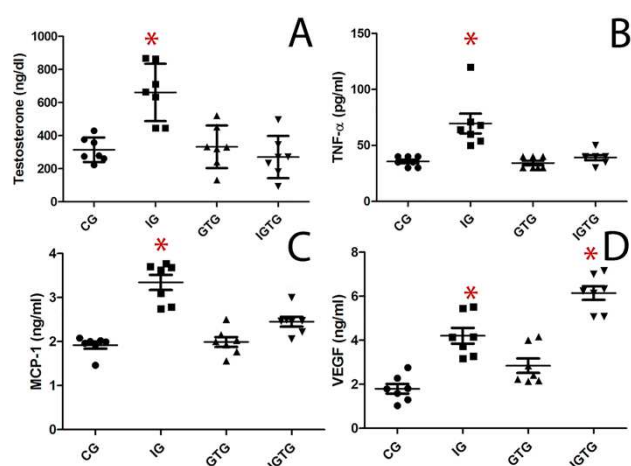 A
Testosterone (ng/dl)
1000
800
600
400
200
0
*
CG
IG
GTG
IGTG
B
TNF-α (pg/ml)
150
100
50
0
*
CG
IG
GTG
IGTG
C
MCP-1 (ng/ml)
4
3
2
1
0
*
CG
IG
GTG
IGTG
D
VEGF (ng/ml)
8
6
4
2
0
*
*
CG
IG
GTG
IGTG